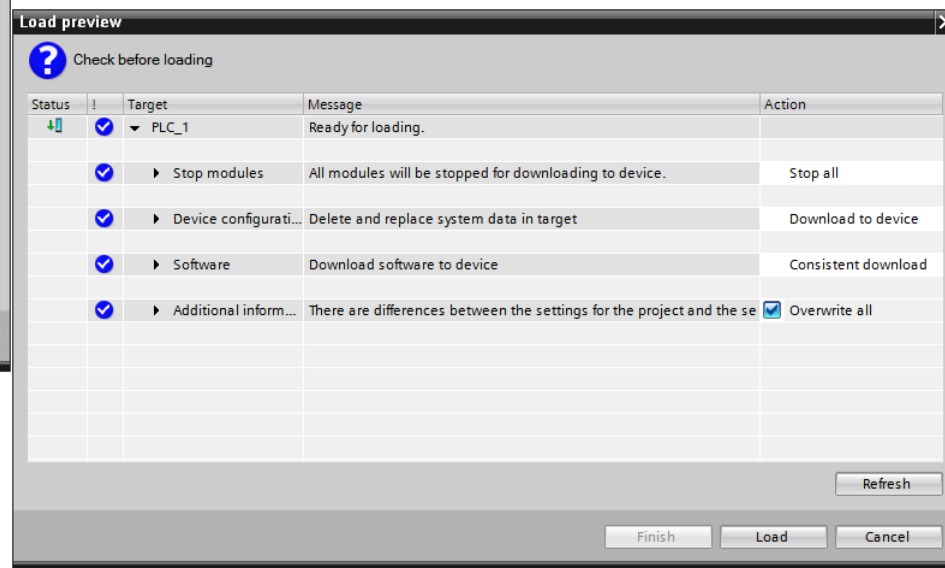 Load preview
Check before loading
Status ! Target Message Action
PLC_1 Ready for loading.
Stop modules All modules will be stopped for downloading to device. Stop all
Device configurati... Delete and replace system data in target Download to device
Software Download software to device Consistent download
Additional inform... There are differences between the settings for the project and the se Overwrite all
Refresh
Finish Load Cancel